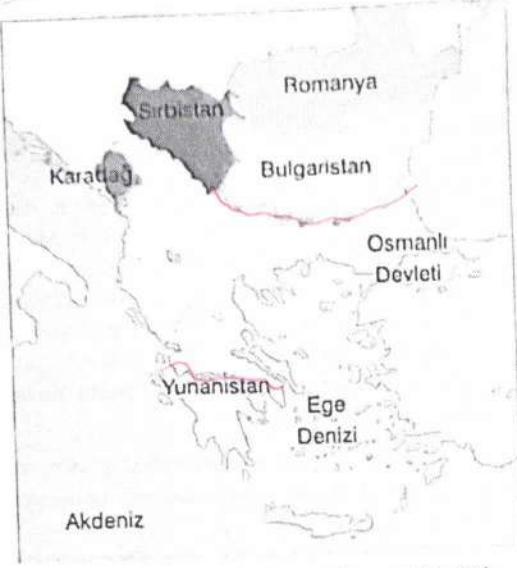 Romanya
Sırbistan
Bulgaristan
Karadağ
Osmanlı
Devleti
Yunanistan
Ege
Denizi
Akdeniz